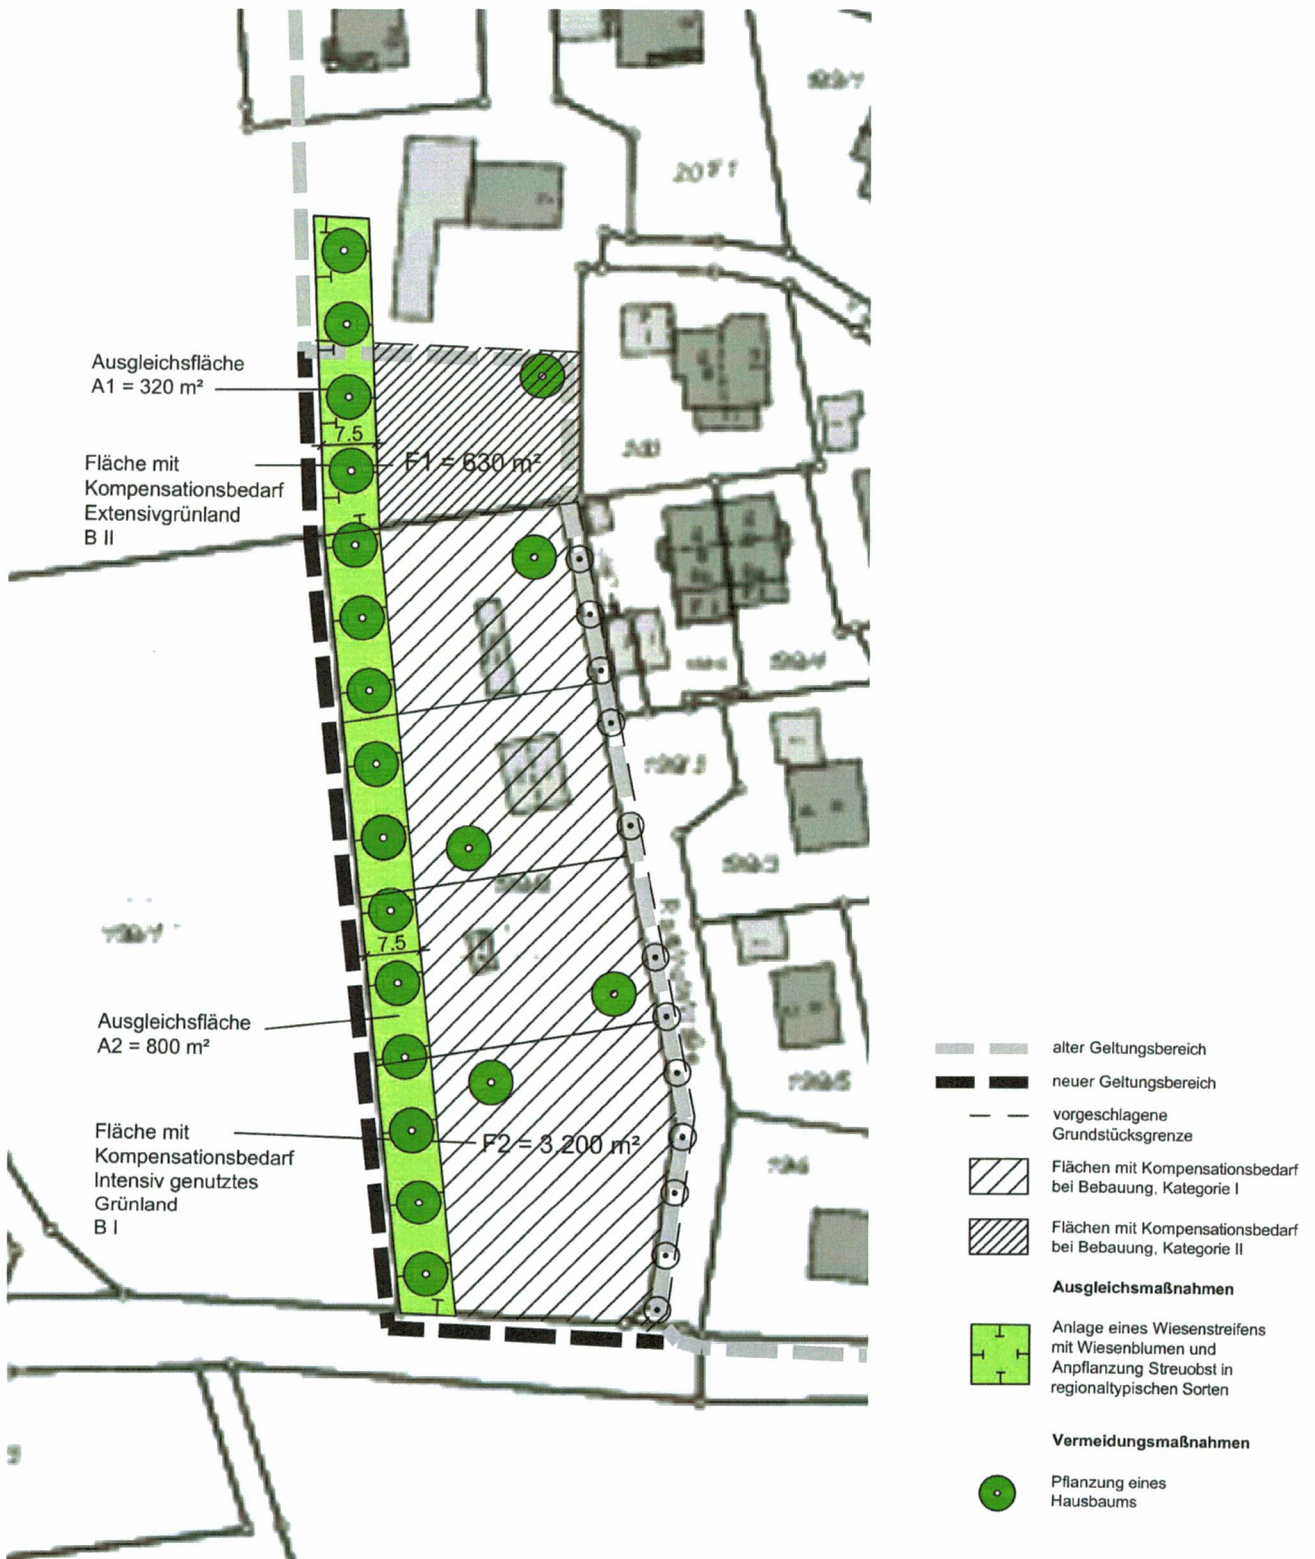 Ausgleichsfläche
A1 = 320 m²
7.5
Fläche mit
Kompensationsbedarf
Extensivgrünland
B II
F1 = 630 m²
7.5
Ausgleichsfläche
A2 = 800 m²
Fläche mit
Kompensationsbedarf
Intensiv genutztes
Grünland
B I
F2 = 3.200 m²
alter Geltungsbereich
neuer Geltungsbereich
vorgeschlagene
Grundstücksgrenze
Flächen mit Kompensationsbedarf
bei Bebauung, Kategorie I
Flächen mit Kompensationsbedarf
bei Bebauung, Kategorie II
Ausgleichsmaßnahmen
Anlage eines Wiesenstreifens
mit Wiesenblumen und
Anpflanzung Streuobst in
regionaltypischen Sorten
Vermeidungsmaßnahmen
Pflanzung eines
Hausbaums